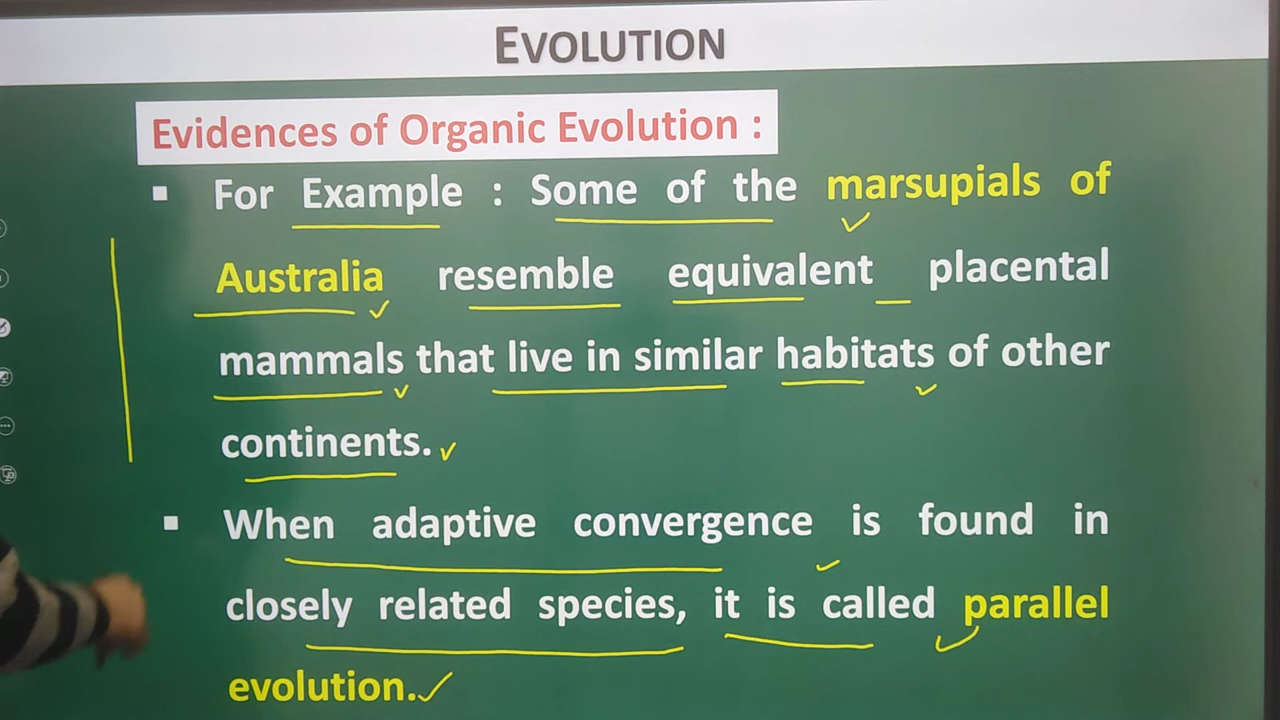 EVOLUTION
Evidences of Organic Evolution :
▪ For Example : Some of the marsupials of
Australia resemble equivalent placental
mammals that live in similar habitats of other
continents.
▪ When adaptive convergence is found in
closely related species, it is called parallel
evolution.